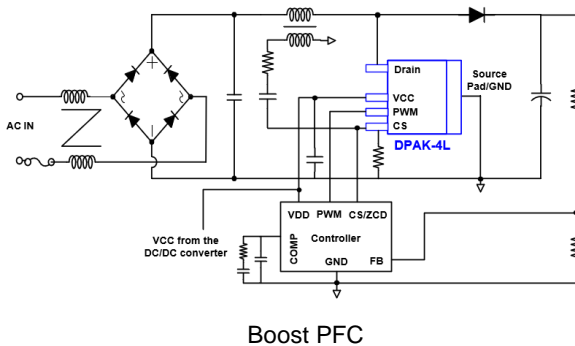 Drain
Source
Pad/GND
VCC
PWM
CS
DPAK-4L
AC IN
VCC from the
DC/DC converter
VDD PWM CS/ZCD
COMP
Controller
GND
FB
Boost PFC